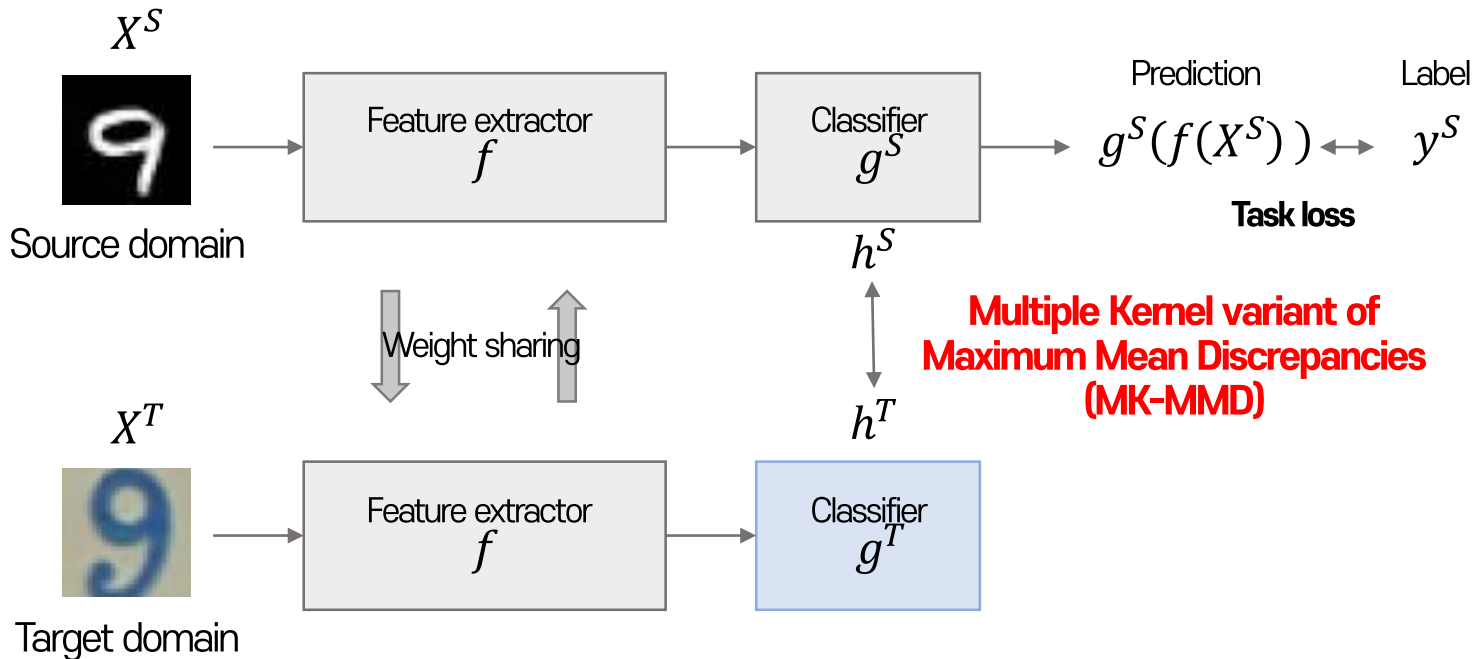 X^S
Source domain
Feature extractor
f
Classifier
g^S
Prediction
g^S(f(X^S))
Label
y^S
Task loss
h^S
Weight sharing
Multiple Kernel variant of
Maximum Mean Discrepancies
(MK-MMD)
h^T
X^T
9
Target domain
Feature extractor
f
Classifier
g^T